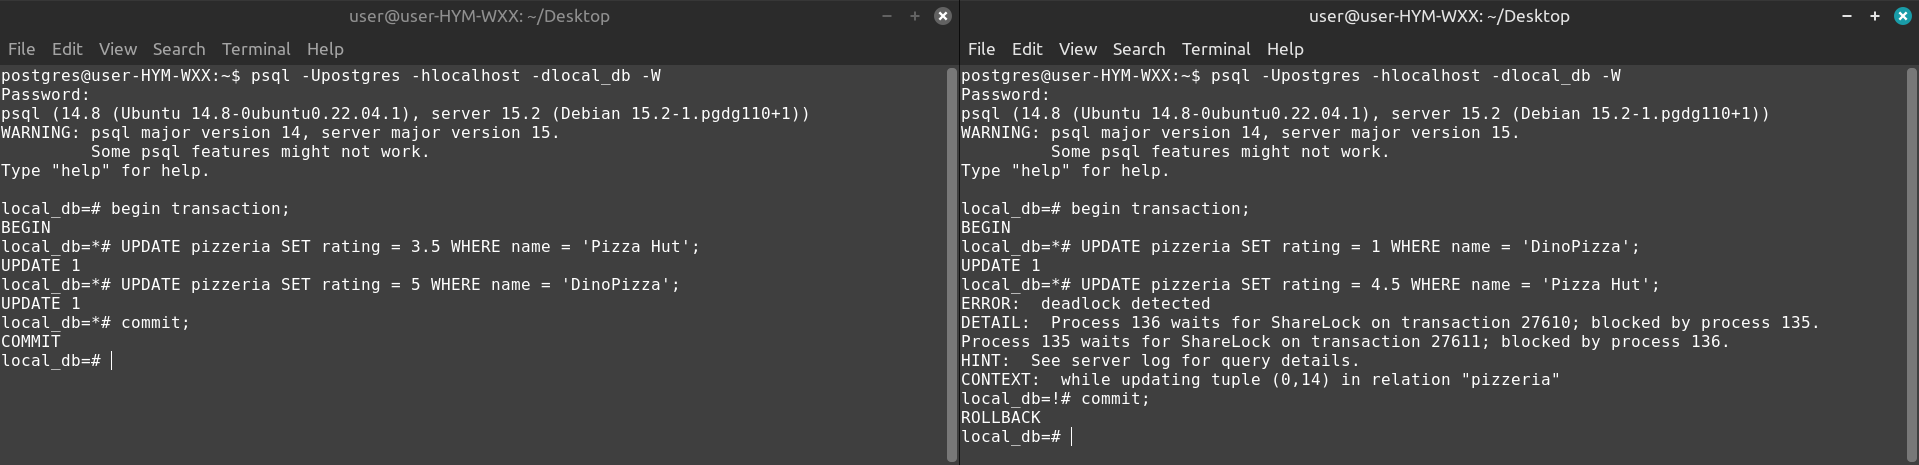 user@user-HYM-WXX: ~/Desktop
File Edit View Search Terminal Help
postgres@user-HYM-WXX:~$ psql -Upostgres -hlocalhost -dlocal_db -W
Password:
psql (14.8 (Ubuntu 14.8-0ubuntu0.22.04.1), server 15.2 (Debian 15.2-1.pgdg110+1))
WARNING: psql major version 14, server major version 15.
         Some psql features might not work.
Type "help" for help.

local_db=# begin transaction;
BEGIN
local_db=*# UPDATE pizzeria SET rating = 3.5 WHERE name = 'Pizza Hut';
UPDATE 1
local_db=*# UPDATE pizzeria SET rating = 5 WHERE name = 'DinoPizza';
UPDATE 1
local_db=*# commit;
COMMIT
local_db=#
user@user-HYM-WXX: ~/Desktop
File Edit View Search Terminal Help
postgres@user-HYM-WXX:~$ psql -Upostgres -hlocalhost -dlocal_db -W
Password:
psql (14.8 (Ubuntu 14.8-0ubuntu0.22.04.1), server 15.2 (Debian 15.2-1.pgdg110+1))
WARNING: psql major version 14, server major version 15.
         Some psql features might not work.
Type "help" for help.

local_db=# begin transaction;
BEGIN
local_db=*# UPDATE pizzeria SET rating = 1 WHERE name = 'DinoPizza';
UPDATE 1
local_db=*# UPDATE pizzeria SET rating = 4.5 WHERE name = 'Pizza Hut';
ERROR:  deadlock detected
DETAIL:  Process 136 waits for ShareLock on transaction 27610; blocked by process 135.
Process 135 waits for ShareLock on transaction 27611; blocked by process 136.
HINT:  See server log for query details.
CONTEXT:  while updating tuple (0,14) in relation "pizzeria"
local_db=!# commit;
ROLLBACK
local_db=#